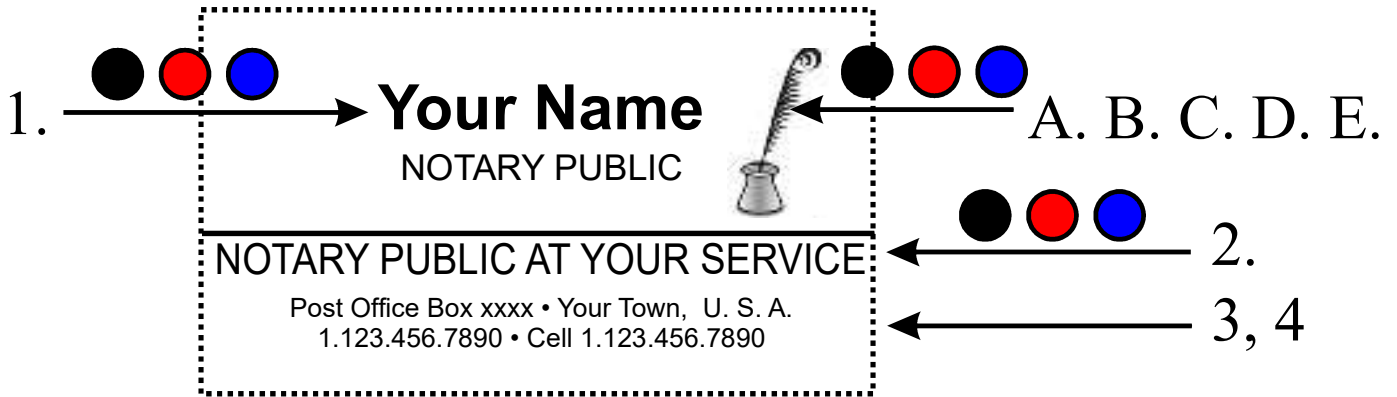 1.
Your Name
A. B. C. D. E.
NOTARY PUBLIC
NOTARY PUBLIC AT YOUR SERVICE
2.
Post Office Box xxxx • Your Town,  U. S. A.
3, 4
1.123.456.7890 • Cell 1.123.456.7890